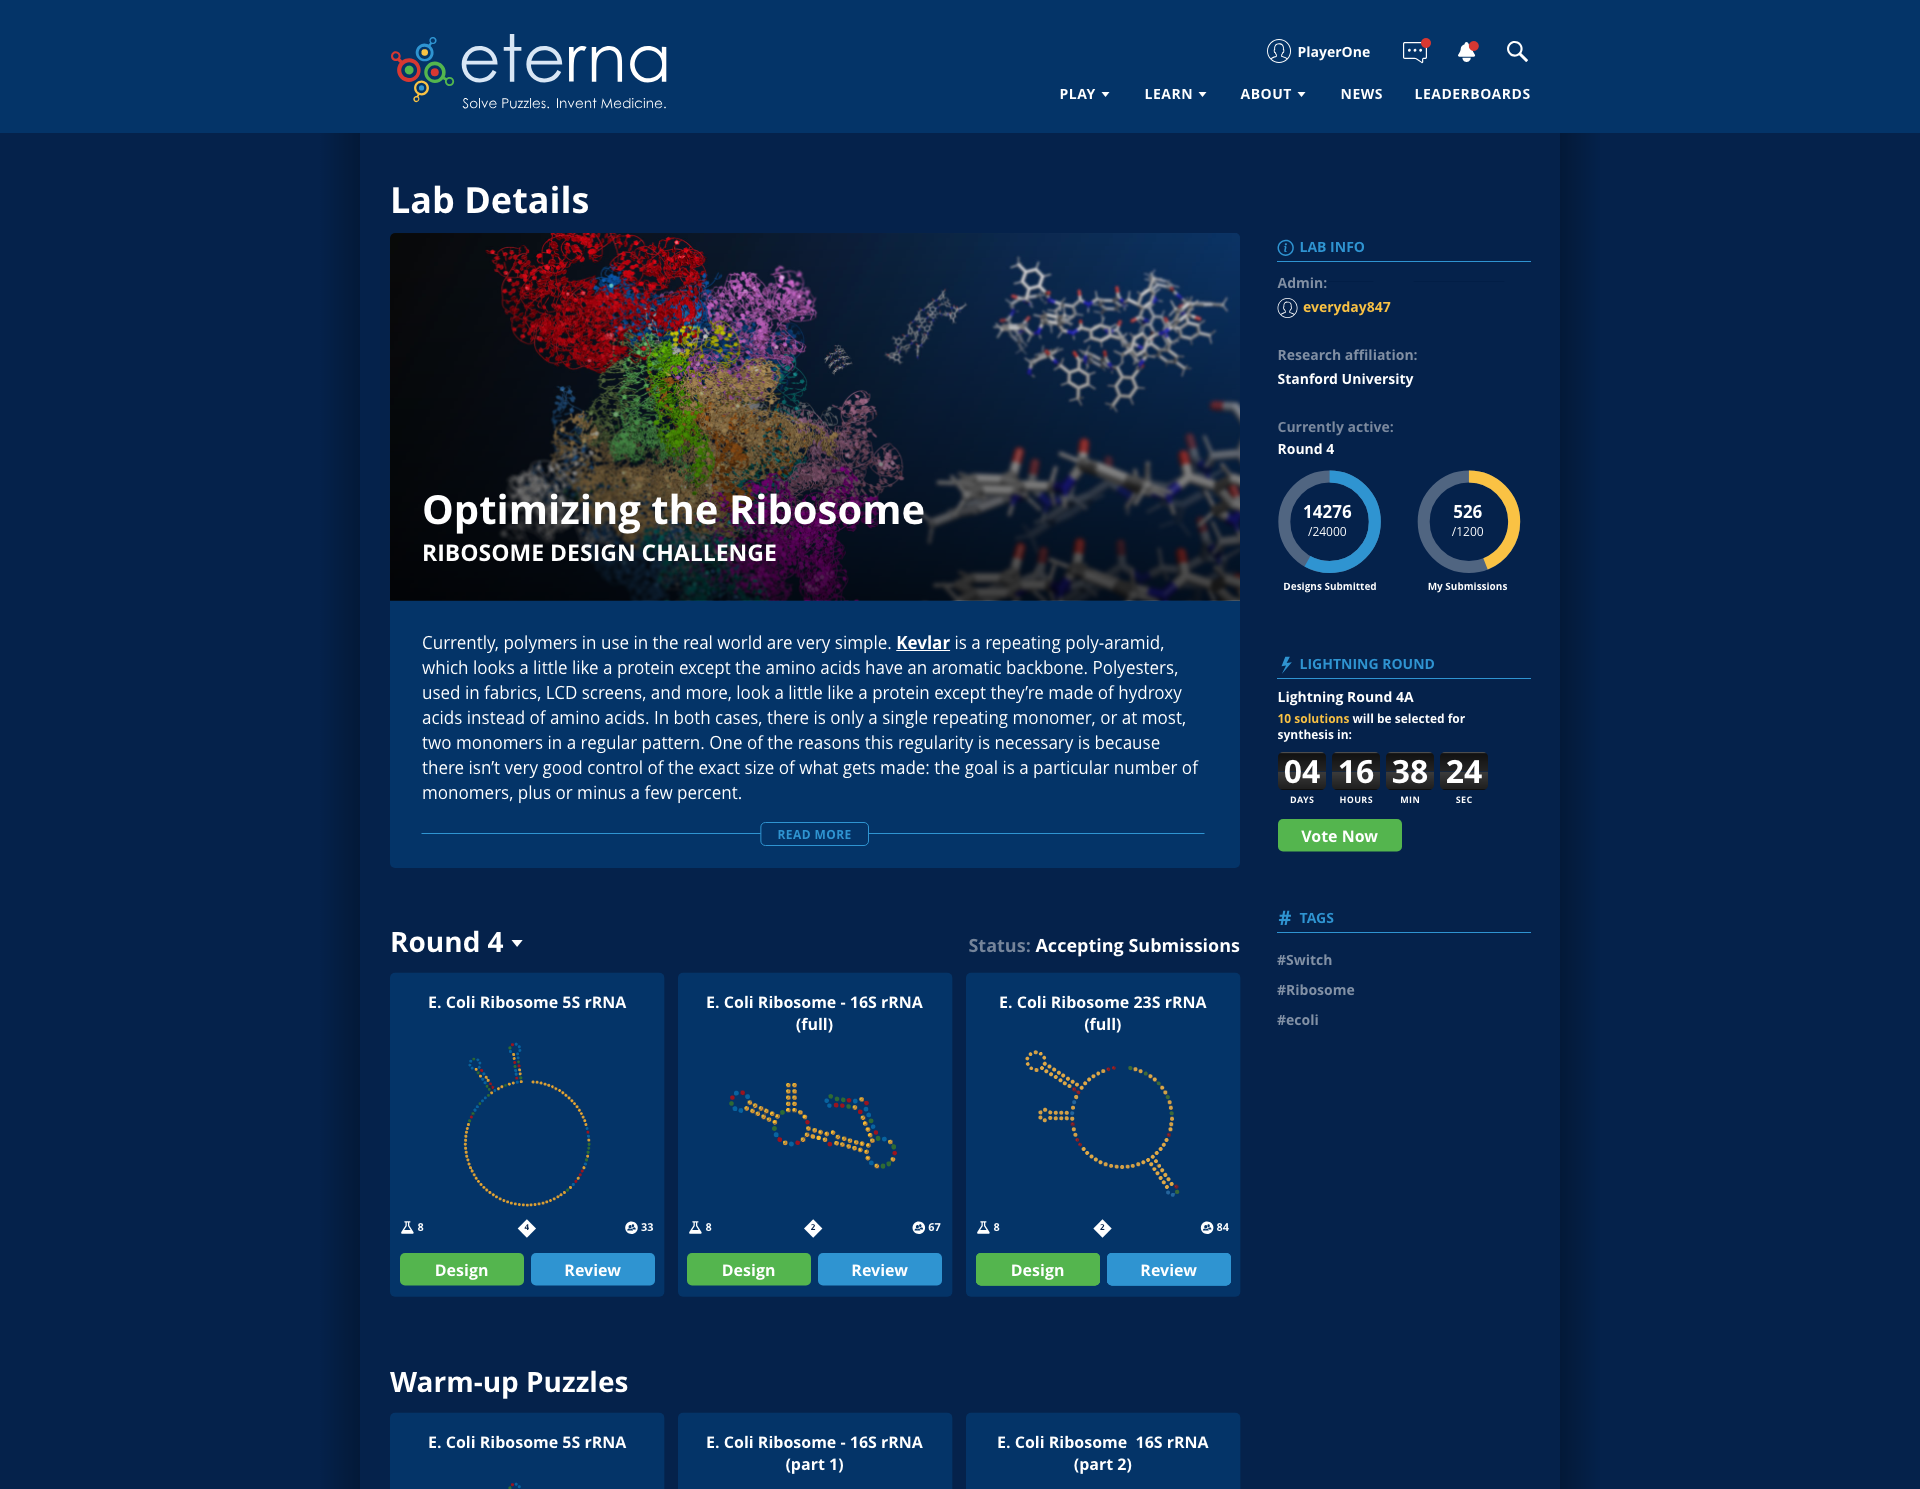 eterna
Solve Puzzles. Invent Medicine.
PlayerOne
PLAY LEARN ABOUT NEWS LEADERBOARDS
Lab Details
Optimizing the Ribosome
RIBOSOME DESIGN CHALLENGE
Currently, polymers in use in the real world are very simple. Kevlar is a repeating poly-aramid,
which looks a little like a protein except the amino acids have an aromatic backbone. Polyesters,
used in fabrics, LCD screens, and more, look a little like a protein except they’re made of hydroxy
acids instead of amino acids. In both cases, there is only a single repeating monomer, or at most,
two monomers in a regular pattern. One of the reasons this regularity is necessary is because
there isn’t very good control of the exact size of what gets made: the goal is a particular number of
monomers, plus or minus a few percent.
READ MORE
LAB INFO
Admin:
everyday847
Research affiliation:
Stanford University
Currently active:
Round 4
14276
/24000
Designs Submitted
526
/1200
My Submissions
LIGHTNING ROUND
Lightning Round 4A
10 solutions will be selected for
synthesis in:
04 16 38 24
DAYS HOURS MIN SEC
Vote Now
# TAGS
#Switch
#Ribosome
#ecoli
Round 4
Status: Accepting Submissions
E. Coli Ribosome 5S rRNA
8 4 33
Design Review
E. Coli Ribosome - 16S rRNA
(full)
8 2 67
Design Review
E. Coli Ribosome 23S rRNA
(full)
8 2 84
Design Review
Warm-up Puzzles
E. Coli Ribosome 5S rRNA
E. Coli Ribosome - 16S rRNA
(part 1)
E. Coli Ribosome  16S rRNA
(part 2)